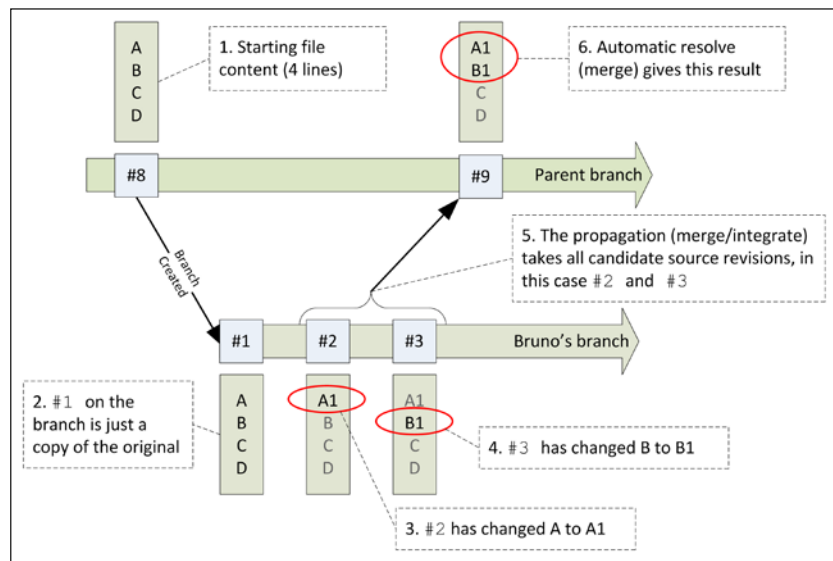 A
B
C
D
1. Starting file
content (4 lines)
A1
B1
C
D
6. Automatic resolve
(merge) gives this result
#8
#9
Parent branch
Branch
Created
5. The propagation (merge/integrate)
takes all candidate source revisions, in
this case #2 and #3
#1
#2
#3
Bruno's branch
2. #1 on the
branch is just a
copy of the original
A
B
C
D
A1
B
C
D
A1
B1
C
D
4. #3 has changed B to B1
3. #2 has changed A to A1